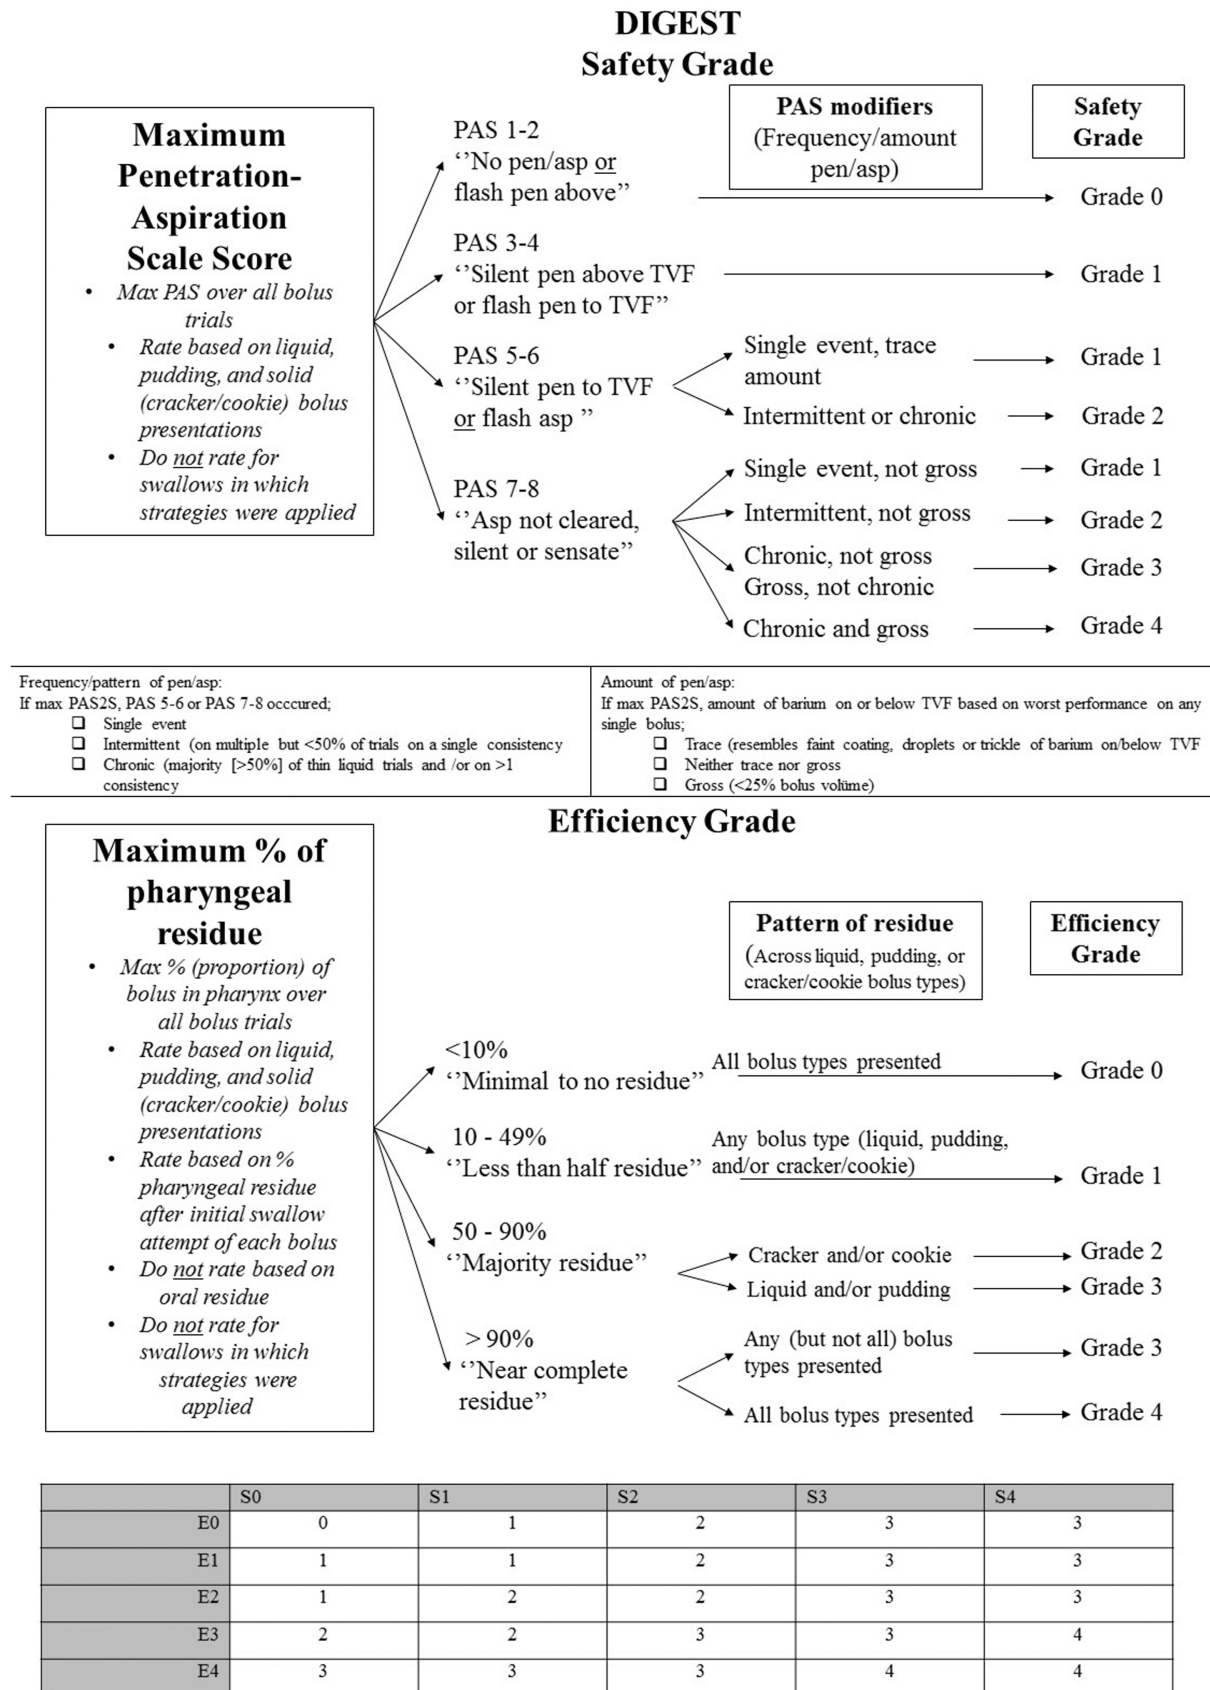 DIGEST
Safety Grade
Maximum
Penetration-
Aspiration
Scale Score
• Max PAS over all bolus
trials
• Rate based on liquid,
pudding, and solid
(cracker/cookie) bolus
presentations
• Do not rate for
swallows in which
strategies were applied
PAS 1-2
‘’No pen/asp or
flash pen above’’
PAS 3-4
‘’Silent pen above TVF
or flash pen to TVF’’
PAS 5-6
‘’Silent pen to TVF
or flash asp ’’
PAS 7-8
‘’Asp not cleared,
silent or sensate’’
PAS modifiers
(Frequency/amount
pen/asp)
Single event, trace
amount
Intermittent or chronic
Single event, not gross
Intermittent, not gross
Chronic, not gross
Gross, not chronic
Chronic and gross
Safety
Grade
Grade 0
Grade 1
Grade 1
Grade 2
Grade 1
Grade 2
Grade 3
Grade 4
Frequency/pattern of pen/asp:
If max PAS2S, PAS 5-6 or PAS 7-8 occcured;
❑ Single event
❑ Intermittent (on multiple but <50% of trials on a single consistency
❑ Chronic (majority [>50%] of thin liquid trials and /or on >1
consistency
Amount of pen/asp:
If max PAS2S, amount of barium on or below TVF based on worst performance on any
single bolus;
❑ Trace (resembles faint coating, droplets or trickle of barium on/below TVF
❑ Neither trace nor gross
❑ Gross (<25% bolus volüme)
Efficiency Grade
Maximum % of
pharyngeal
residue
• Max % (proportion) of
bolus in pharynx over
all bolus trials
• Rate based on liquid,
pudding, and solid
(cracker/cookie) bolus
presentations
• Rate based on %
pharyngeal residue
after initial swallow
attempt of each bolus
• Do not rate based on
oral residue
• Do not rate for
swallows in which
strategies were
applied
<10%
‘’Minimal to no residue’’
10 - 49%
‘’Less than half residue’’
50 - 90%
‘’Majority residue’’
> 90%
‘’Near complete
residue’’
Pattern of residue
(Across liquid, pudding, or
cracker/cookie bolus types)
All bolus types presented
Any bolus type (liquid, pudding,
and/or cracker/cookie)
Cracker and/or cookie
Liquid and/or pudding
Any (but not all) bolus
types presented
All bolus types presented
Efficiency
Grade
Grade 0
Grade 1
Grade 2
Grade 3
Grade 3
Grade 4
S0 S1 S2 S3 S4
E0 0 1 2 3 3
E1 1 1 2 3 3
E2 1 2 2 3 3
E3 2 2 3 3 4
E4 3 3 3 4 4